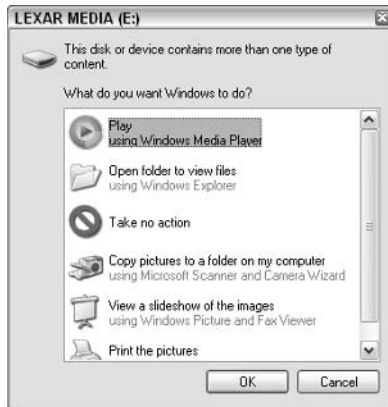 LEXAR MEDIA (E:)
This disk or device contains more than one type of
content.
What do you want Windows to do?
Play
using Windows Media Player
Open folder to view files
using Windows Explorer
Take no action
Copy pictures to a folder on my computer
using Microsoft Scanner and Camera Wizard
View a slideshow of the images
using Windows Picture and Fax Viewer
Print the pictures
OK Cancel